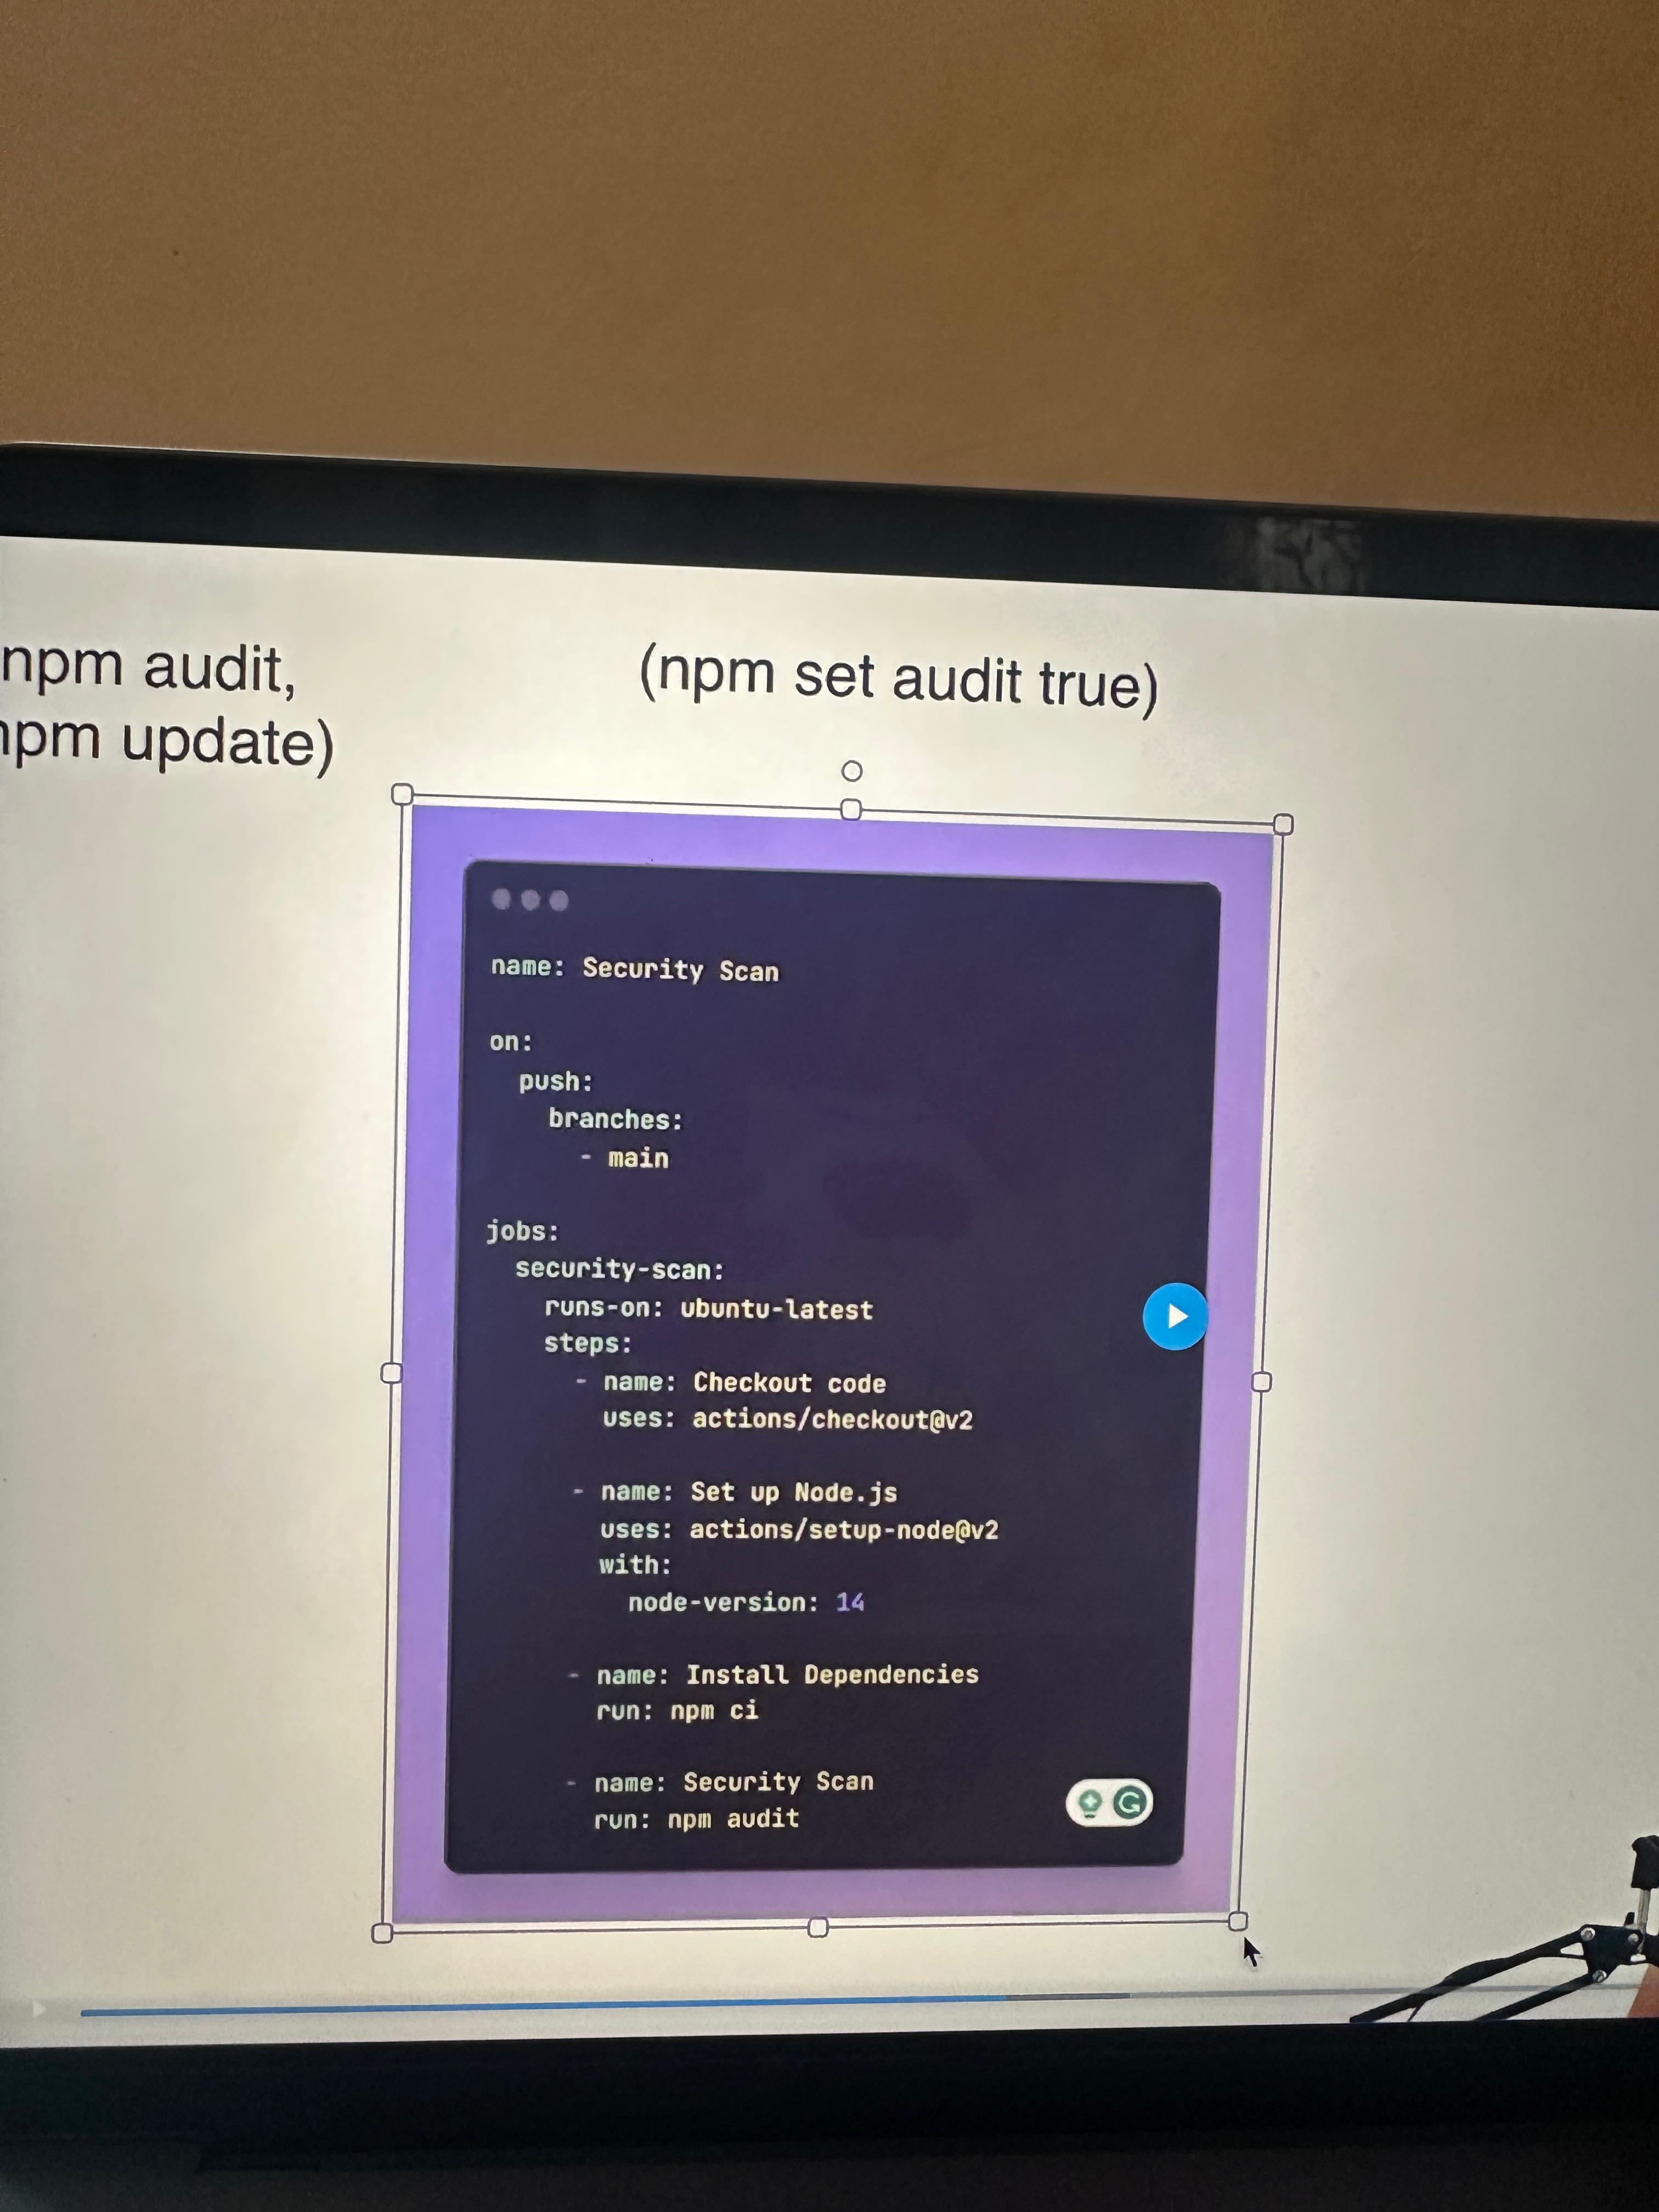 npm audit,
npm update)
(npm set audit true)
name: Security Scan
on:
push:
branches:
- main
jobs:
security-scan:
runs-on: ubuntu-latest
steps:
- name: Checkout code
uses: actions/checkout@v2
- name: Set up Node.js
uses: actions/setup-node@v2
with:
node-version: 14
- name: Install Dependencies
run: npm ci
- name: Security Scan
run: npm audit